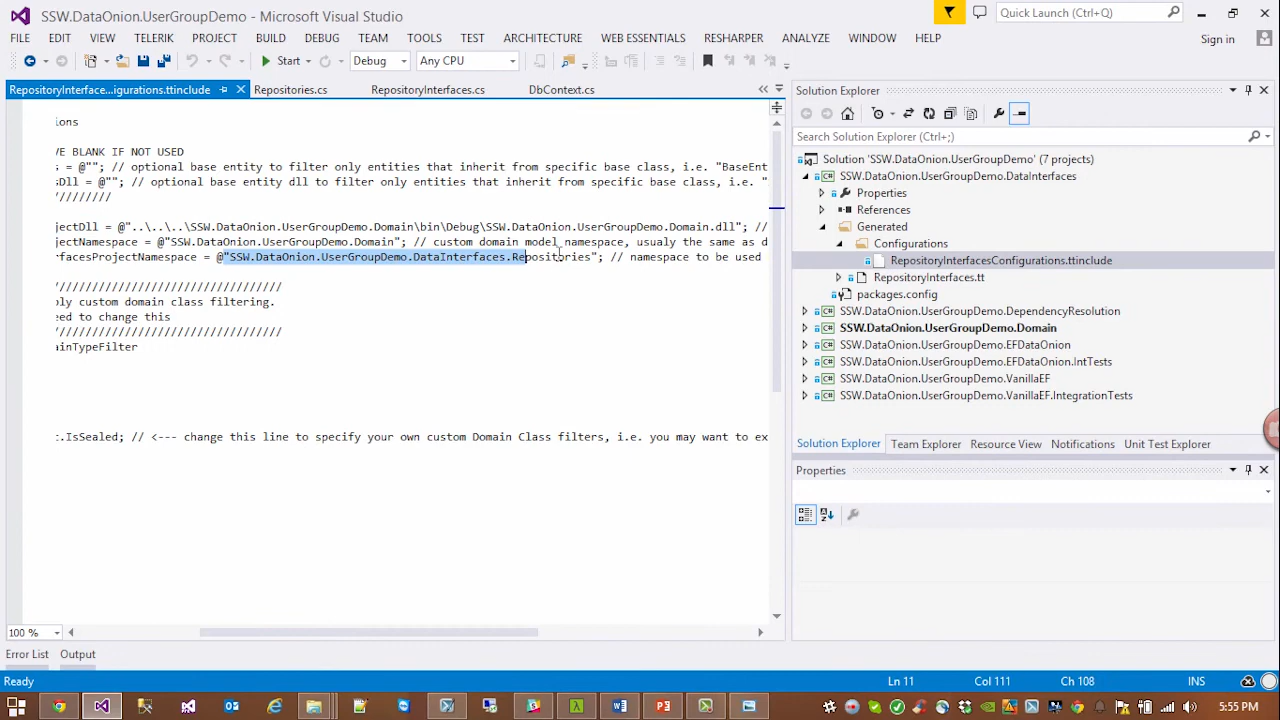 SSW.DataOnion.UserGroupDemo - Microsoft Visual Studio
Quick Launch (Ctrl+Q)
FILE EDIT VIEW TELERIK PROJECT BUILD DEBUG TEAM TOOLS TEST ARCHITECTURE WEB ESSENTIALS RESHARPER ANALYZE WINDOW HELP
Sign in
Start Debug Any CPU
RepositoryInterface...igurations.ttinclude Repositories.cs RepositoryInterfaces.cs DbContext.cs
ions
VE BLANK IF NOT USED
s = @""; // optional base entity to filter only entities that inherit from specific base class, i.e. "BaseEnt
sDll = @""; // optional base entity dll to filter only entities that inherit from specific base class, i.e. "
////////
jectDll = @"..\..\..\SSW.DataOnion.UserGroupDemo.Domain\bin\Debug\SSW.DataOnion.UserGroupDemo.Domain.dll"; //
jectNamespace = @"SSW.DataOnion.UserGroupDemo.Domain"; // custom domain model namespace, usualy the same as d
rfacesProjectNamespace = @"SSW.DataOnion.UserGroupDemo.DataInterfaces.Repositories"; // namespace to be used
//////////////////////////////////
ply custom domain class filtering.
eed to change this
//////////////////////////////////
ainTypeFilter
t.IsSealed; // <--- change this line to specify your own custom Domain Class filters, i.e. you may want to ex
100 %
Error List Output
Solution Explorer
Search Solution Explorer (Ctrl+;)
Solution 'SSW.DataOnion.UserGroupDemo' (7 projects)
SSW.DataOnion.UserGroupDemo.DataInterfaces
Properties
References
Generated
Configurations
RepositoryInterfacesConfigurations.ttinclude
RepositoryInterfaces.tt
packages.config
SSW.DataOnion.UserGroupDemo.DependencyResolution
SSW.DataOnion.UserGroupDemo.Domain
SSW.DataOnion.UserGroupDemo.EFDataOnion
SSW.DataOnion.UserGroupDemo.EFDataOnion.IntTests
SSW.DataOnion.UserGroupDemo.VanillaEF
SSW.DataOnion.UserGroupDemo.VanillaEF.IntegrationTests
Solution Explorer Team Explorer Resource View Notifications Unit Test Explorer
Properties
Ready Ln 11 Col 111 Ch 108 INS
5:55 PM